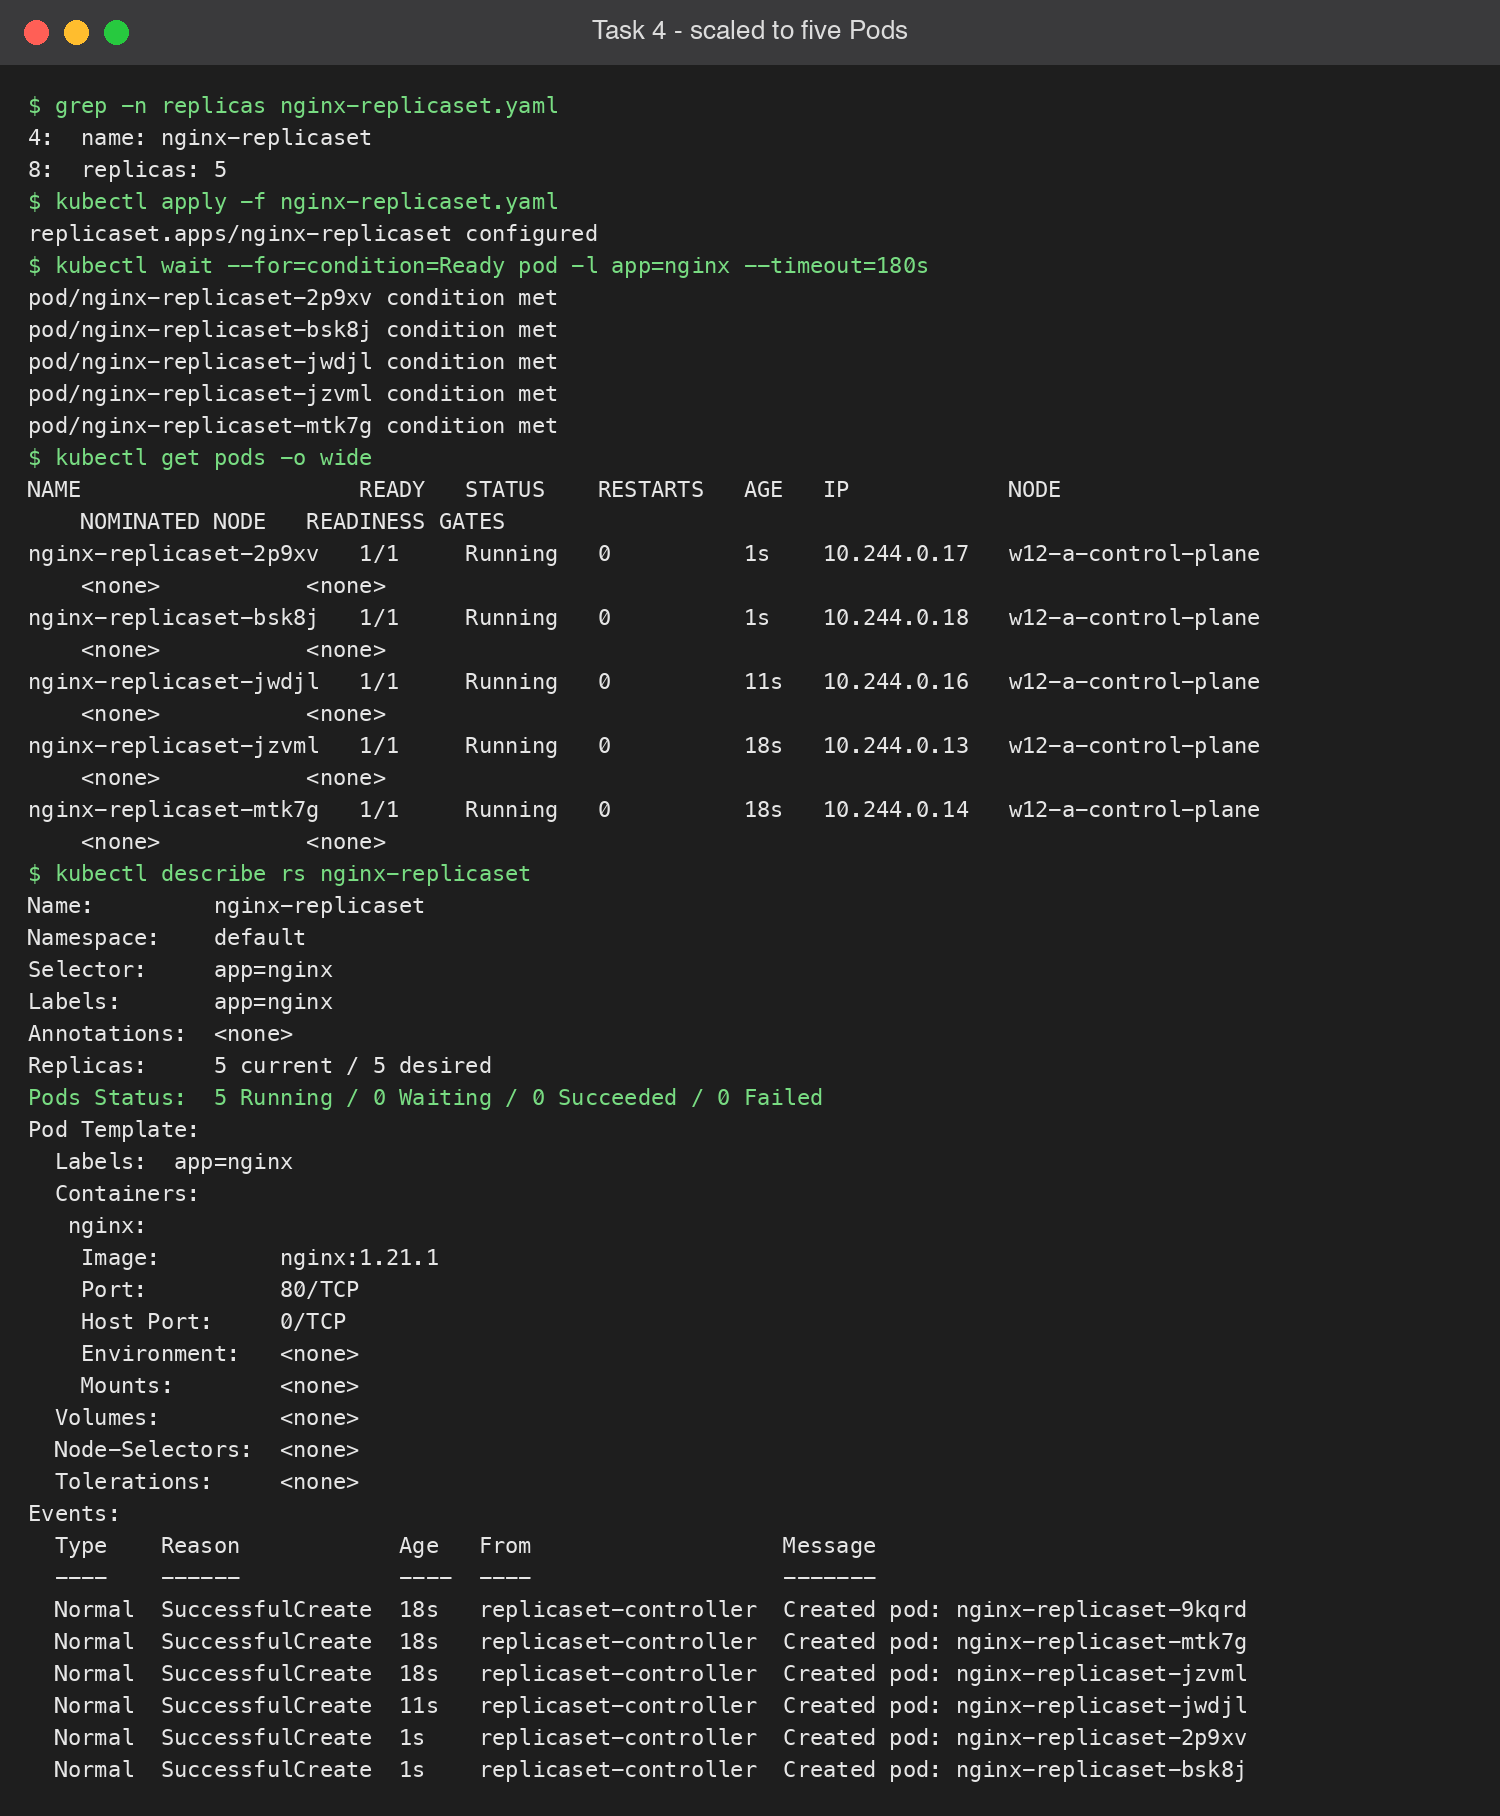 Task 4 - scaled to five Pods
$ grep -n replicas nginx-replicaset.yaml
4:  name: nginx-replicaset
8:  replicas: 5
$ kubectl apply -f nginx-replicaset.yaml
replicaset.apps/nginx-replicaset configured
$ kubectl wait --for=condition=Ready pod -l app=nginx --timeout=180s
pod/nginx-replicaset-2p9xv condition met
pod/nginx-replicaset-bsk8j condition met
pod/nginx-replicaset-jwdjl condition met
pod/nginx-replicaset-jzvml condition met
pod/nginx-replicaset-mtk7g condition met
$ kubectl get pods -o wide
NAME                     READY   STATUS    RESTARTS   AGE   IP            NODE
    NOMINATED NODE   READINESS GATES
nginx-replicaset-2p9xv   1/1     Running   0          1s    10.244.0.17   w12-a-control-plane
    <none>           <none>
nginx-replicaset-bsk8j   1/1     Running   0          1s    10.244.0.18   w12-a-control-plane
    <none>           <none>
nginx-replicaset-jwdjl   1/1     Running   0          11s   10.244.0.16   w12-a-control-plane
    <none>           <none>
nginx-replicaset-jzvml   1/1     Running   0          18s   10.244.0.13   w12-a-control-plane
    <none>           <none>
nginx-replicaset-mtk7g   1/1     Running   0          18s   10.244.0.14   w12-a-control-plane
    <none>           <none>
$ kubectl describe rs nginx-replicaset
Name:         nginx-replicaset
Namespace:    default
Selector:     app=nginx
Labels:       app=nginx
Annotations:  <none>
Replicas:     5 current / 5 desired
Pods Status:  5 Running / 0 Waiting / 0 Succeeded / 0 Failed
Pod Template:
  Labels:  app=nginx
  Containers:
   nginx:
    Image:         nginx:1.21.1
    Port:          80/TCP
    Host Port:     0/TCP
    Environment:   <none>
    Mounts:        <none>
  Volumes:         <none>
  Node-Selectors:  <none>
  Tolerations:     <none>
Events:
  Type    Reason            Age   From                   Message
  ----    ------            ----  ----                   -------
  Normal  SuccessfulCreate  18s   replicaset-controller  Created pod: nginx-replicaset-9kqrd
  Normal  SuccessfulCreate  18s   replicaset-controller  Created pod: nginx-replicaset-mtk7g
  Normal  SuccessfulCreate  18s   replicaset-controller  Created pod: nginx-replicaset-jzvml
  Normal  SuccessfulCreate  11s   replicaset-controller  Created pod: nginx-replicaset-jwdjl
  Normal  SuccessfulCreate  1s    replicaset-controller  Created pod: nginx-replicaset-2p9xv
  Normal  SuccessfulCreate  1s    replicaset-controller  Created pod: nginx-replicaset-bsk8j